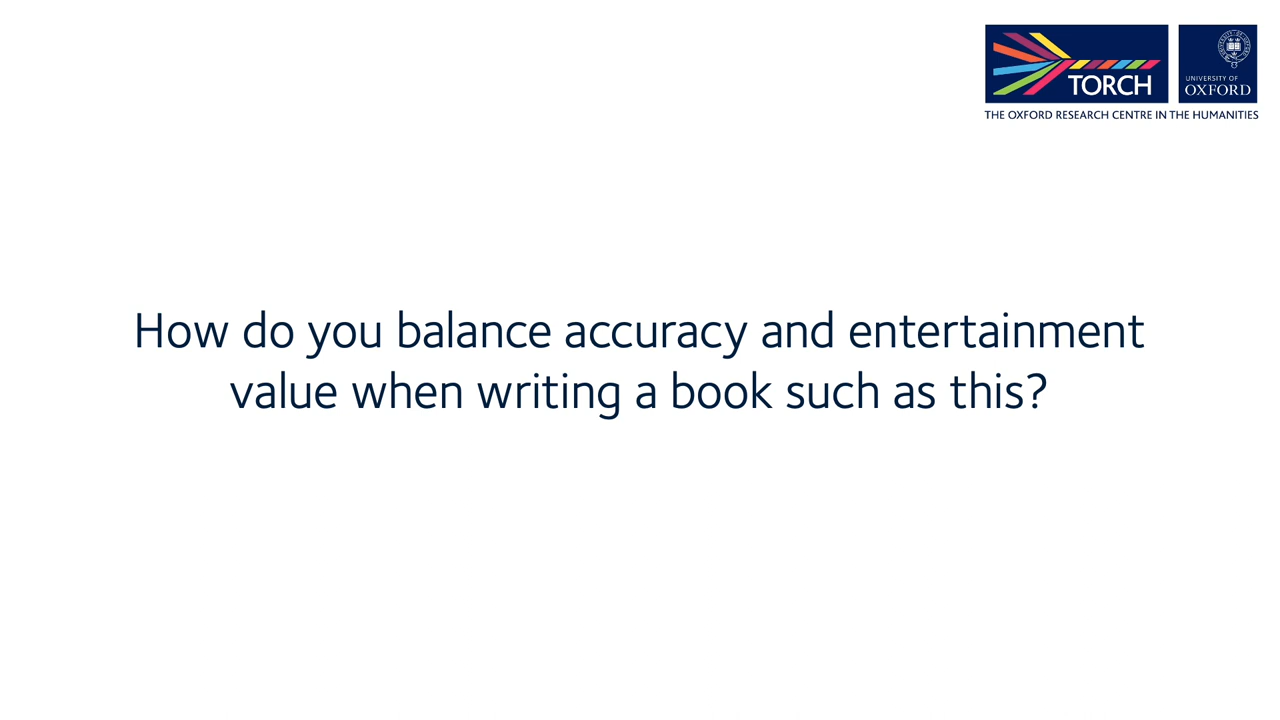 TORCH
UNIVERSITY OF
OXFORD
THE OXFORD RESEARCH CENTRE IN THE HUMANITIES
How do you balance accuracy and entertainment
value when writing a book such as this?